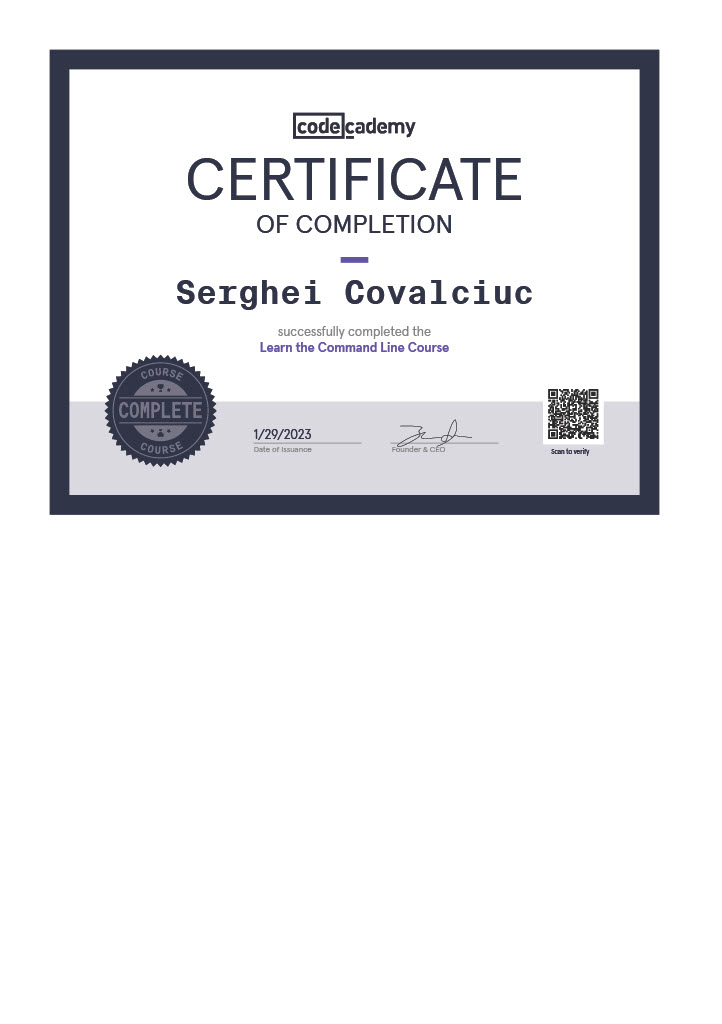 codecademy
CERTIFICATE
OF COMPLETION
Serghei Covalciuc
successfully completed the
Learn the Command Line Course
COURSE
COMPLETE
COURSE
1/29/2023
Date of Issuance
Founder & CEO
Scan to verify